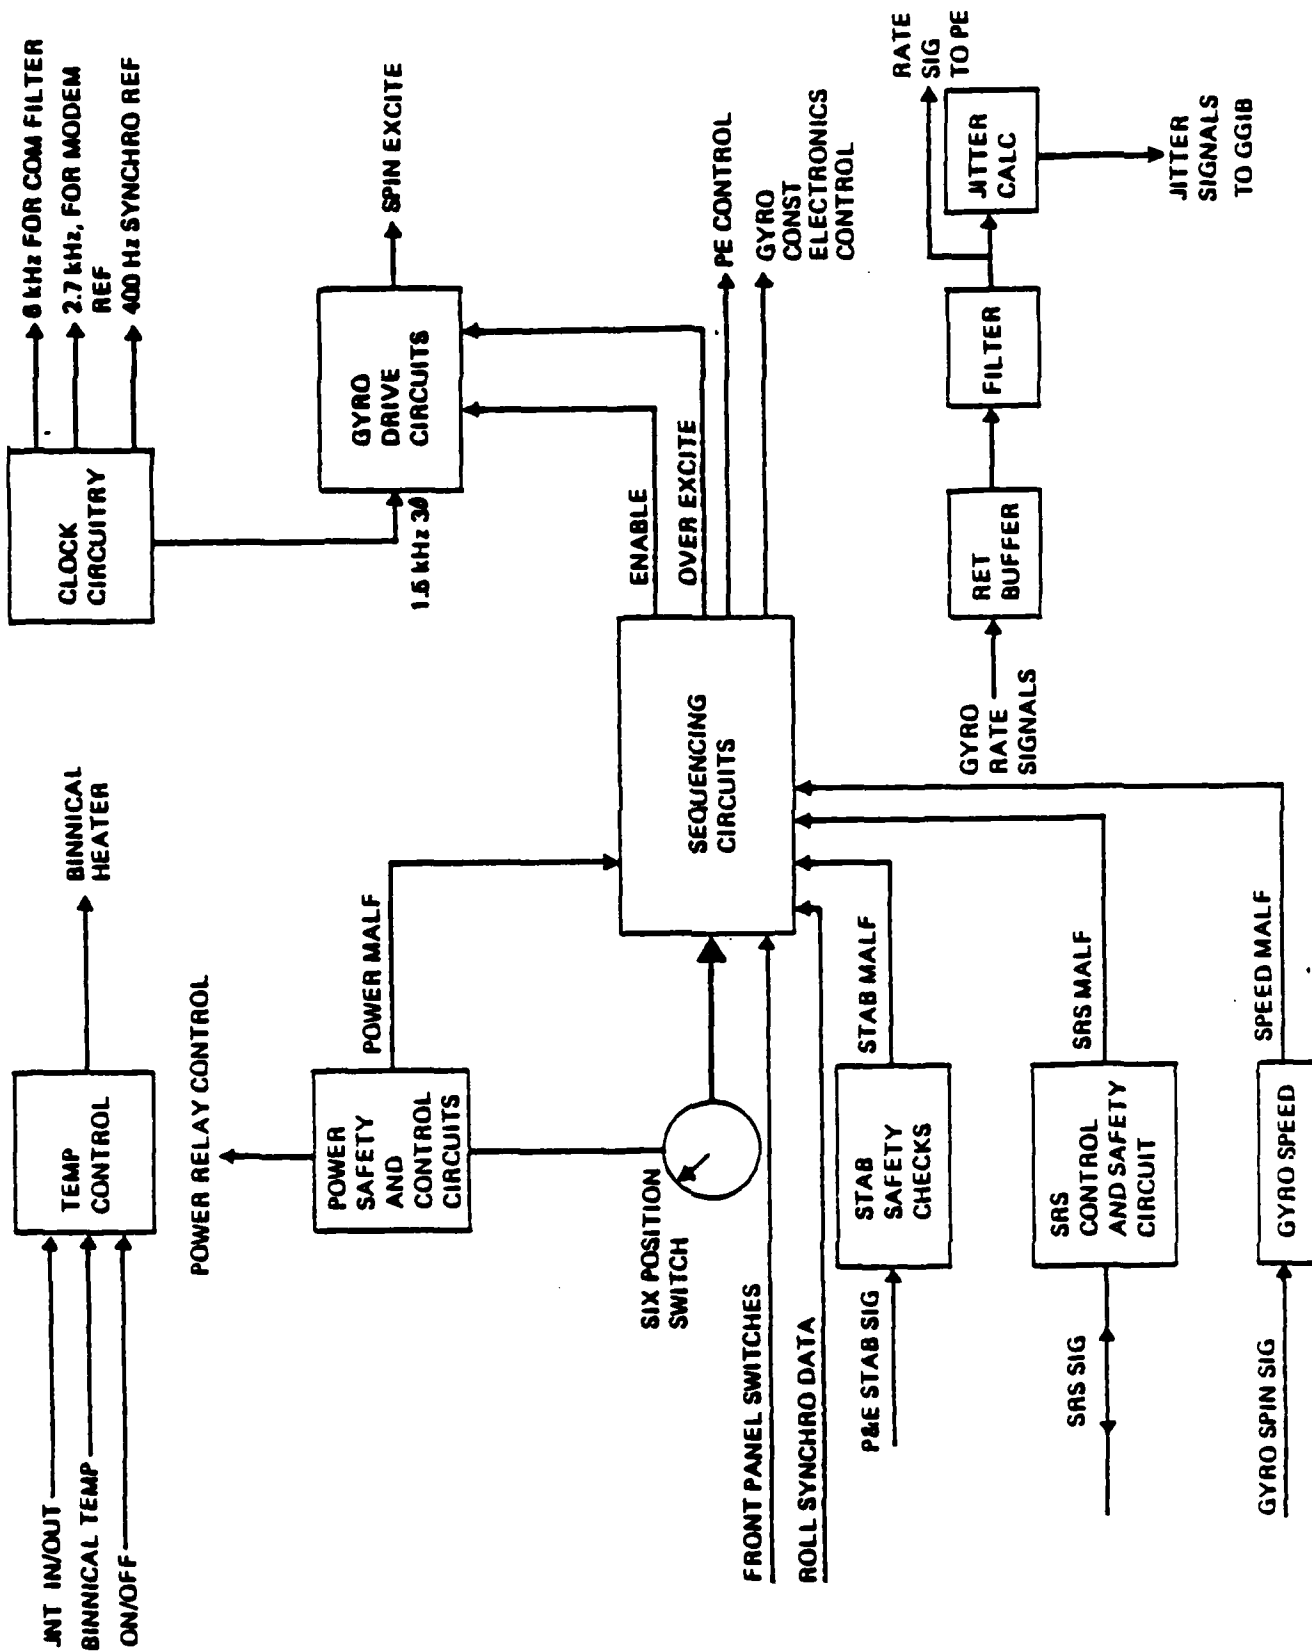 JNT IN/OUT
BINNICAL TEMP
ON/OFF
TEMP
CONTROL
BINNICAL
HEATER
CLOCK
CIRCUITRY
6 kHz FOR COM FILTER
2.7 kHz, FOR MODEM
REF
400 Hz SYNCHRO REF
POWER RELAY CONTROL
POWER
SAFETY
AND
CONTROL
CIRCUITS
POWER MALF
1.6 kHz 3Ø
GYRO
DRIVE
CIRCUITS
SPIN EXCITE
SIX POSITION
SWITCH
SEQUENCING
CIRCUITS
ENABLE
OVER EXCITE
PE CONTROL
GYRO
CONST
ELECTRONICS
CONTROL
FRONT PANEL SWITCHES
ROLL SYNCHRO DATA
P&E STAB SIG
STAB
SAFETY
CHECKS
STAB MALF
SRS SIG
SRS
CONTROL
AND SAFETY
CIRCUIT
SRS MALF
GYRO SPIN SIG
GYRO SPEED
SPEED MALF
GYRO
RATE
SIGNALS
RET
BUFFER
FILTER
JITTER
CALC
RATE
SIG
TO PE
JITTER
SIGNALS
TO GGIB